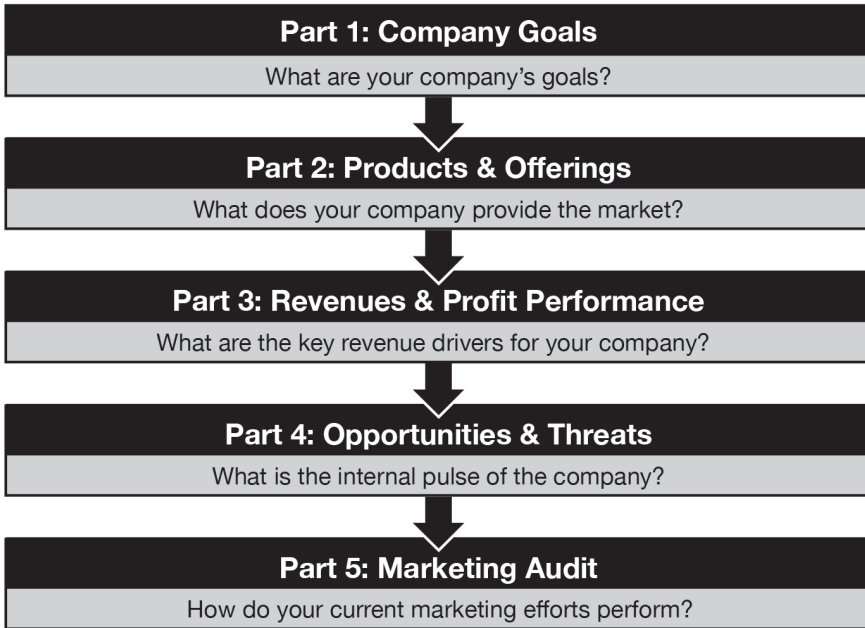 Part 1: Company Goals
What are your company's goals?
Part 2: Products & Offerings
What does your company provide the market?
Part 3: Revenues & Profit Performance
What are the key revenue drivers for your company?
Part 4: Opportunities & Threats
What is the internal pulse of the company?
Part 5: Marketing Audit
How do your current marketing efforts perform?